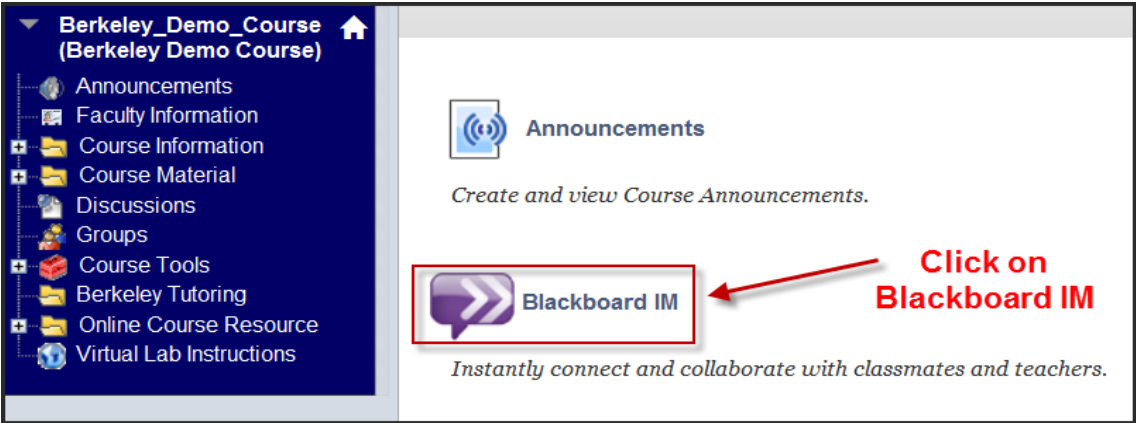 Berkeley_Demo_Course
(Berkeley Demo Course)
Announcements
Faculty Information
Course Information
Course Material
Discussions
Groups
Course Tools
Berkeley Tutoring
Online Course Resource
Virtual Lab Instructions
Announcements
Create and view Course Announcements.
Blackboard IM
Click on
Blackboard IM
Instantly connect and collaborate with classmates and teachers.